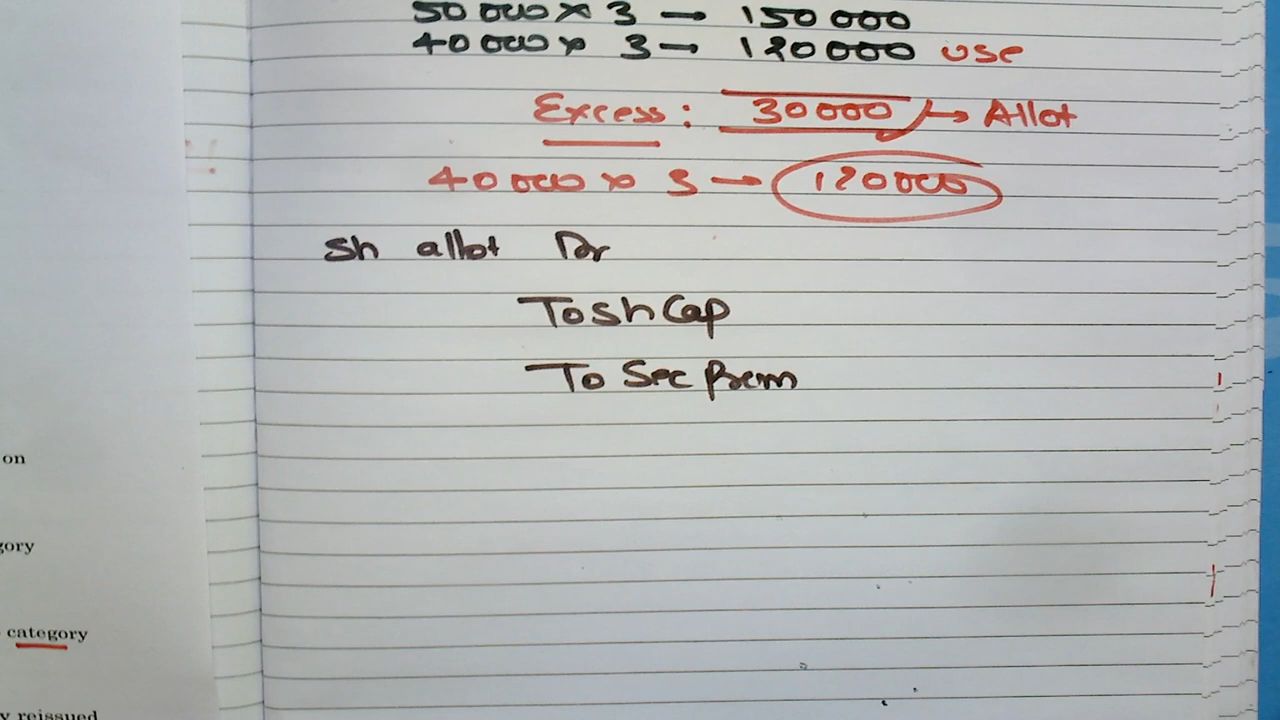 50000 × 3 → 150000
40000 × 3 → 120000 use
Excess: 30000 → Allot
40000 × 3 → 120000
Sh allot Dr
To sh Cap
To Sec Prem
on
gory
category
y reissued